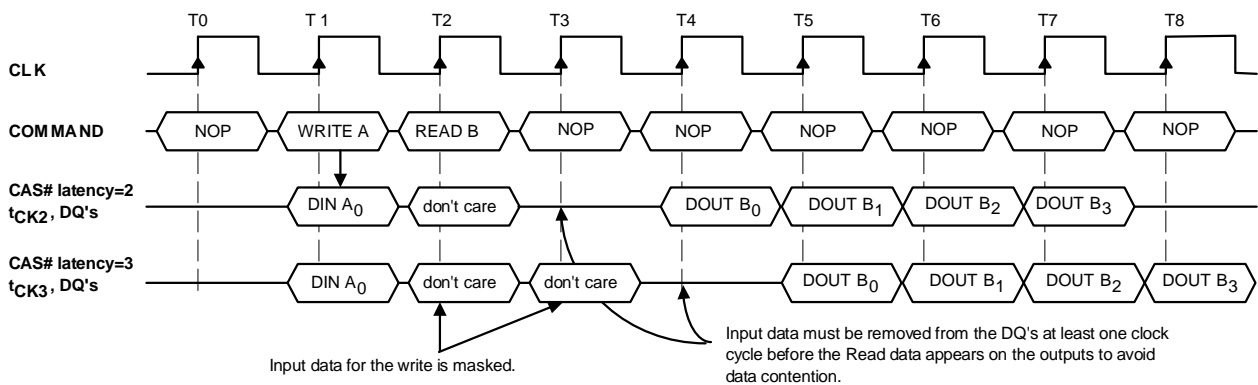 T0 T1 T2 T3 T4 T5 T6 T7 T8
CLK
COMMAND NOP WRITE A READ B NOP NOP NOP NOP NOP NOP
CAS# latency=2
tCK2, DQ's DIN A0 don't care DOUT B0 DOUT B1 DOUT B2 DOUT B3
CAS# latency=3
tCK3, DQ's DIN A0 don't care don't care DOUT B0 DOUT B1 DOUT B2 DOUT B3
Input data for the write is masked.
Input data must be removed from the DQ's at least one clock
cycle before the Read data appears on the outputs to avoid
data contention.